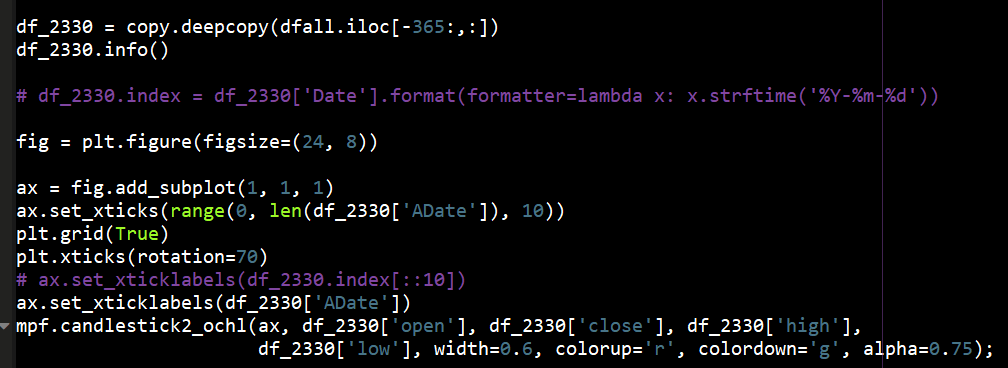 df_2330 = copy.deepcopy(dfall.iloc[-365:,:])
df_2330.info()
# df_2330.index = df_2330['Date'].format(formatter=lambda x: x.strftime('%Y-%m-%d'))
fig = plt.figure(figsize=(24, 8))
ax = fig.add_subplot(1, 1, 1)
ax.set_xticks(range(0, len(df_2330['ADate']), 10))
plt.grid(True)
plt.xticks(rotation=70)
# ax.set_xticklabels(df_2330.index[::10])
ax.set_xticklabels(df_2330['ADate'])
mpf.candlestick2_ochl(ax, df_2330['open'], df_2330['close'], df_2330['high'],
                      df_2330['low'], width=0.6, colorup='r', colordown='g', alpha=0.75);